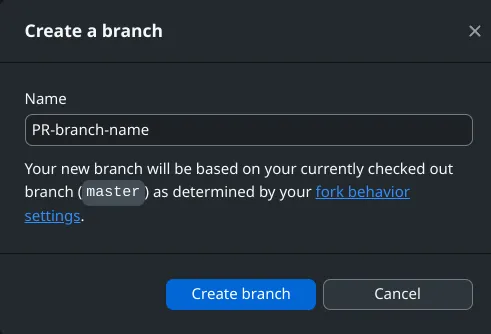 Create a branch
Name
PR-branch-name
Your new branch will be based on your currently checked out
branch (master) as determined by your fork behavior
settings.
Create branch
Cancel